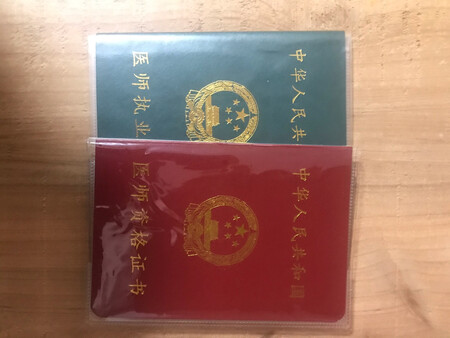 中华人民共
医师执业
中华人民共和国
医师资格证书